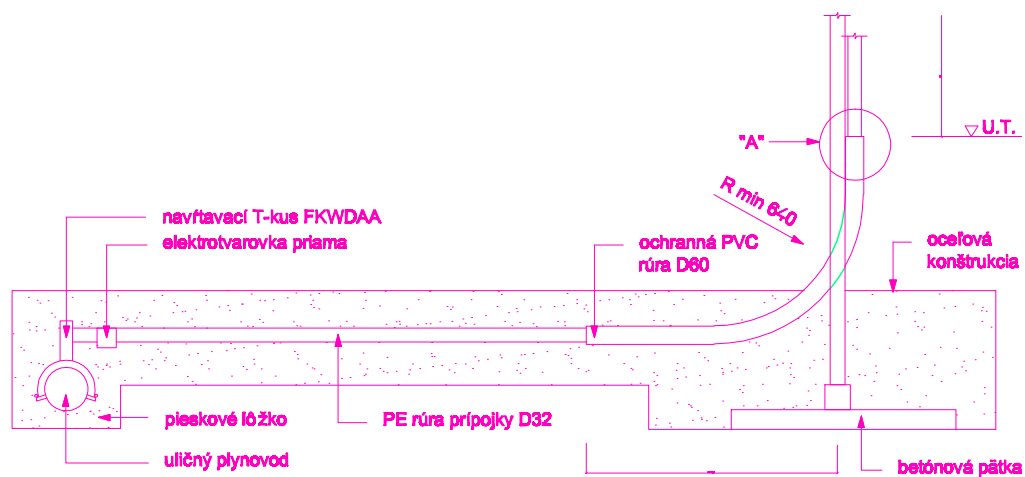 U.T.
"A"
R min 640
navŕtavací T-kus FKWDAA
elektrotvarovka priama
ochranná PVC
rúra D60
oceľová
konštrukcia
pieskové lôžko
PE rúra prípojky D32
uličný plynovod
betónová pätka